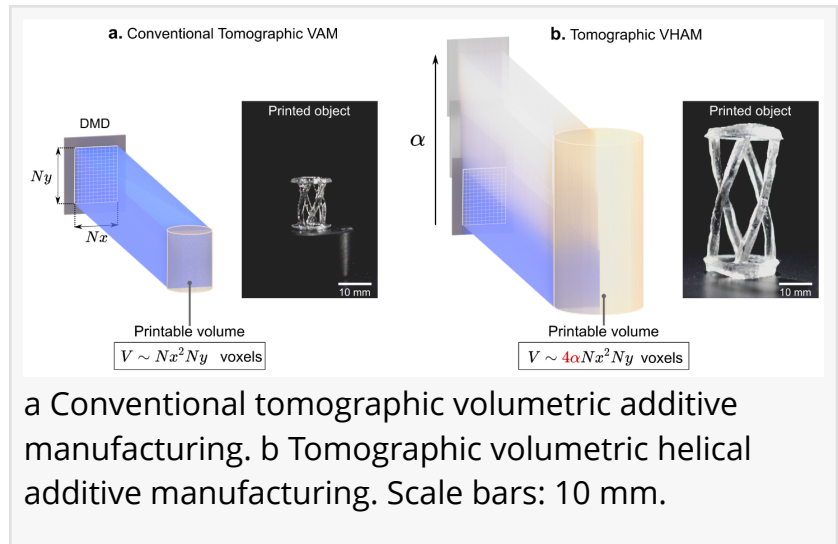 a. Conventional Tomographic VAM
b. Tomographic VHAM
DMD
Ny
Nx
Printed object
10 mm
α
Printed object
10 mm
Printable volume
V ∼ Nx²Ny voxels
Printable volume
V ∼ 4αNx²Ny voxels
a Conventional tomographic volumetric additive
manufacturing. b Tomographic volumetric helical
additive manufacturing. Scale bars: 10 mm.